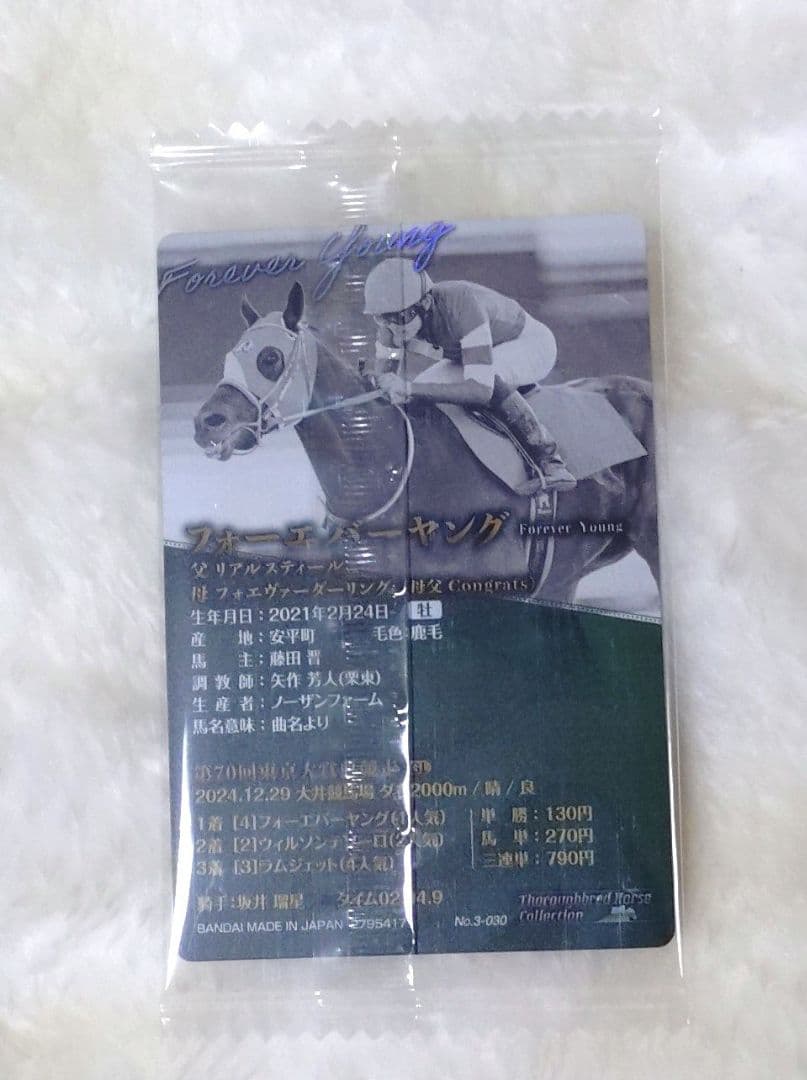 Forever Young
フォーエバーヤング Forever Young
父 リアルスティール
母 フォエヴァーダーリング (母父 Congrats)
生年月日：2021年2月24日 牡
産　地：安平町　毛色：鹿毛
馬　主：藤田 晋
調教師：矢作 芳人(栗東)
生産者：ノーザンファーム
馬名意味：曲名より
第70回東京大賞典競走
2024.12.29 大井競馬場 ダ 2000m / 晴 / 良
1着 [4]フォーエバーヤング(1人気) 単　勝：130円
2着 [2]ウィルソンテソーロ(2人気) 馬　単：270円
3着 [3]ラムジェット(4人気) 三連単：790円
騎手：坂井 瑠星 タイム
BANDAI MADE IN JAPAN 2795417 No.3-030
Thoroughbred Horse
Collection